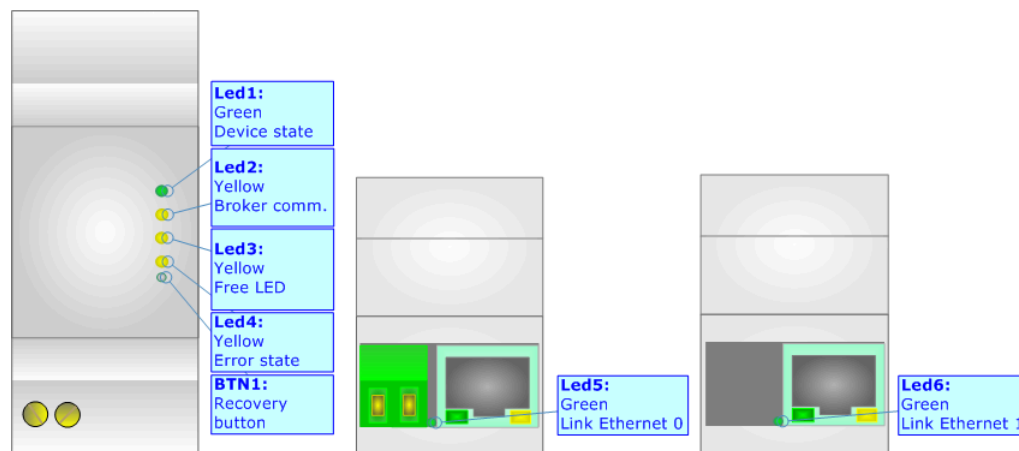 Led1:
Green
Device state
Led2:
Yellow
Broker comm.
Led3:
Yellow
Free LED
Led4:
Yellow
Error state
BTN1:
Recovery
button
Led5:
Green
Link Ethernet 0
Led6:
Green
Link Ethernet 1